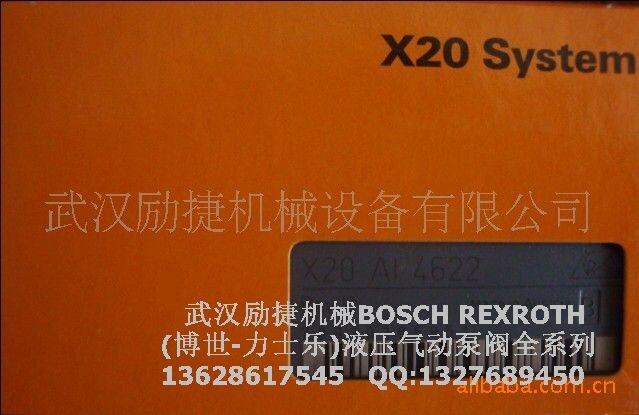 X20 System
武汉励捷机械设备有限公司
X20 AI 4622
武汉励捷机械BOSCH REXROTH
(博世-力士乐)液压气动泵阀全系列
13628617545 QQ:1327689450
alibaba.com.cn